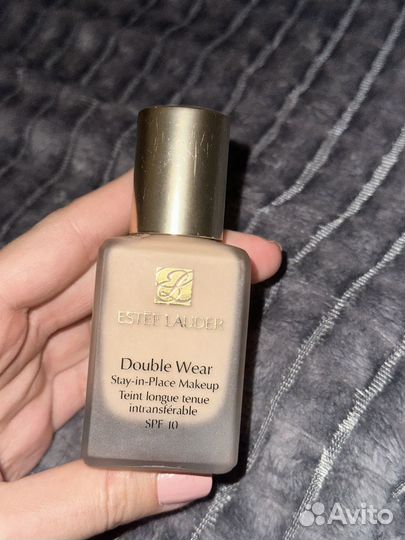 ESTĒE LAUDER
Double Wear
Stay-in-Place Makeup
Teint longue tenue
intransférable
SPF 10
Avito